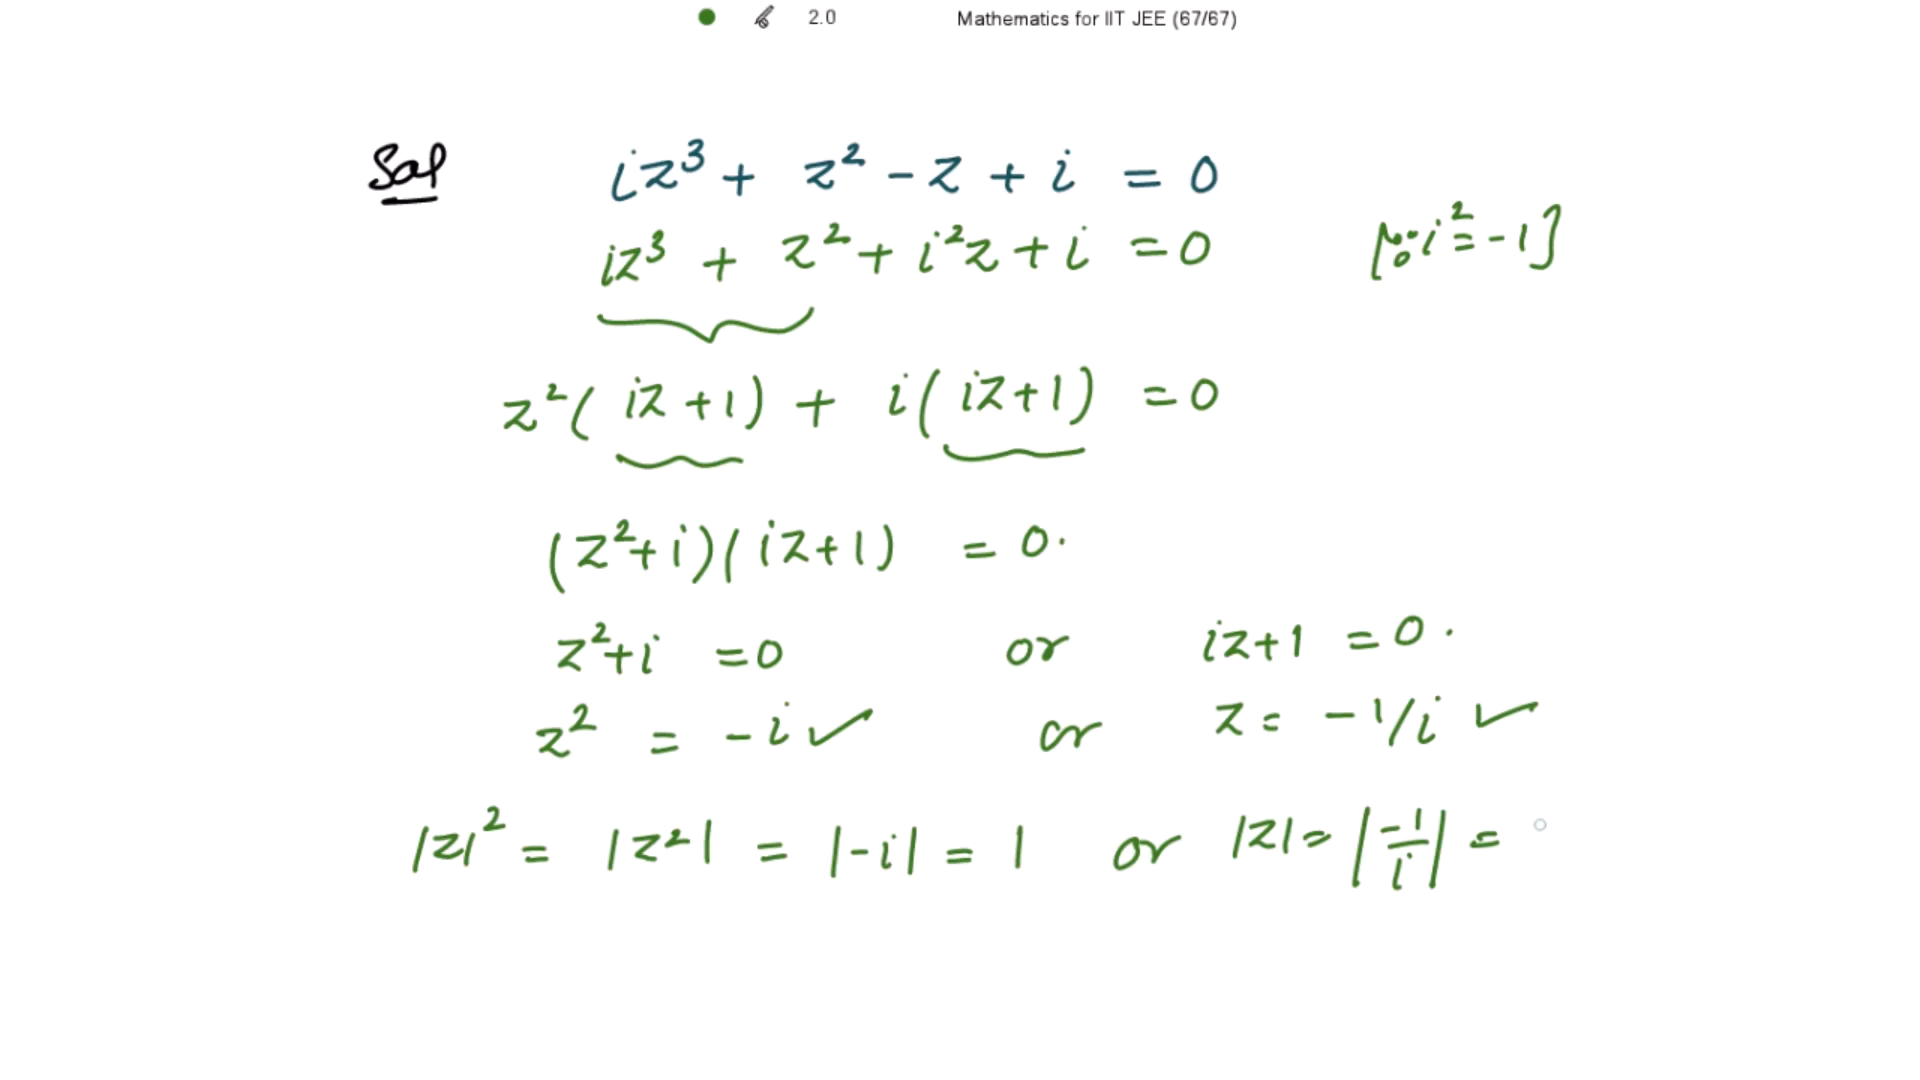 2.0 Mathematics for IIT JEE (67/67)
Sol iz³ + z² - z + i = 0
iz³ + z² + i²z + i = 0 [∵ i² = -1]
z²(iz + 1) + i(iz+1) = 0
(z²+i)(iz+1) = 0.
z²+i = 0 or iz+1 = 0.
z² = -i ✓ or z = -1/i ✓
|z|² = |z²| = |-i| = 1 or |z| = |-1/i| =